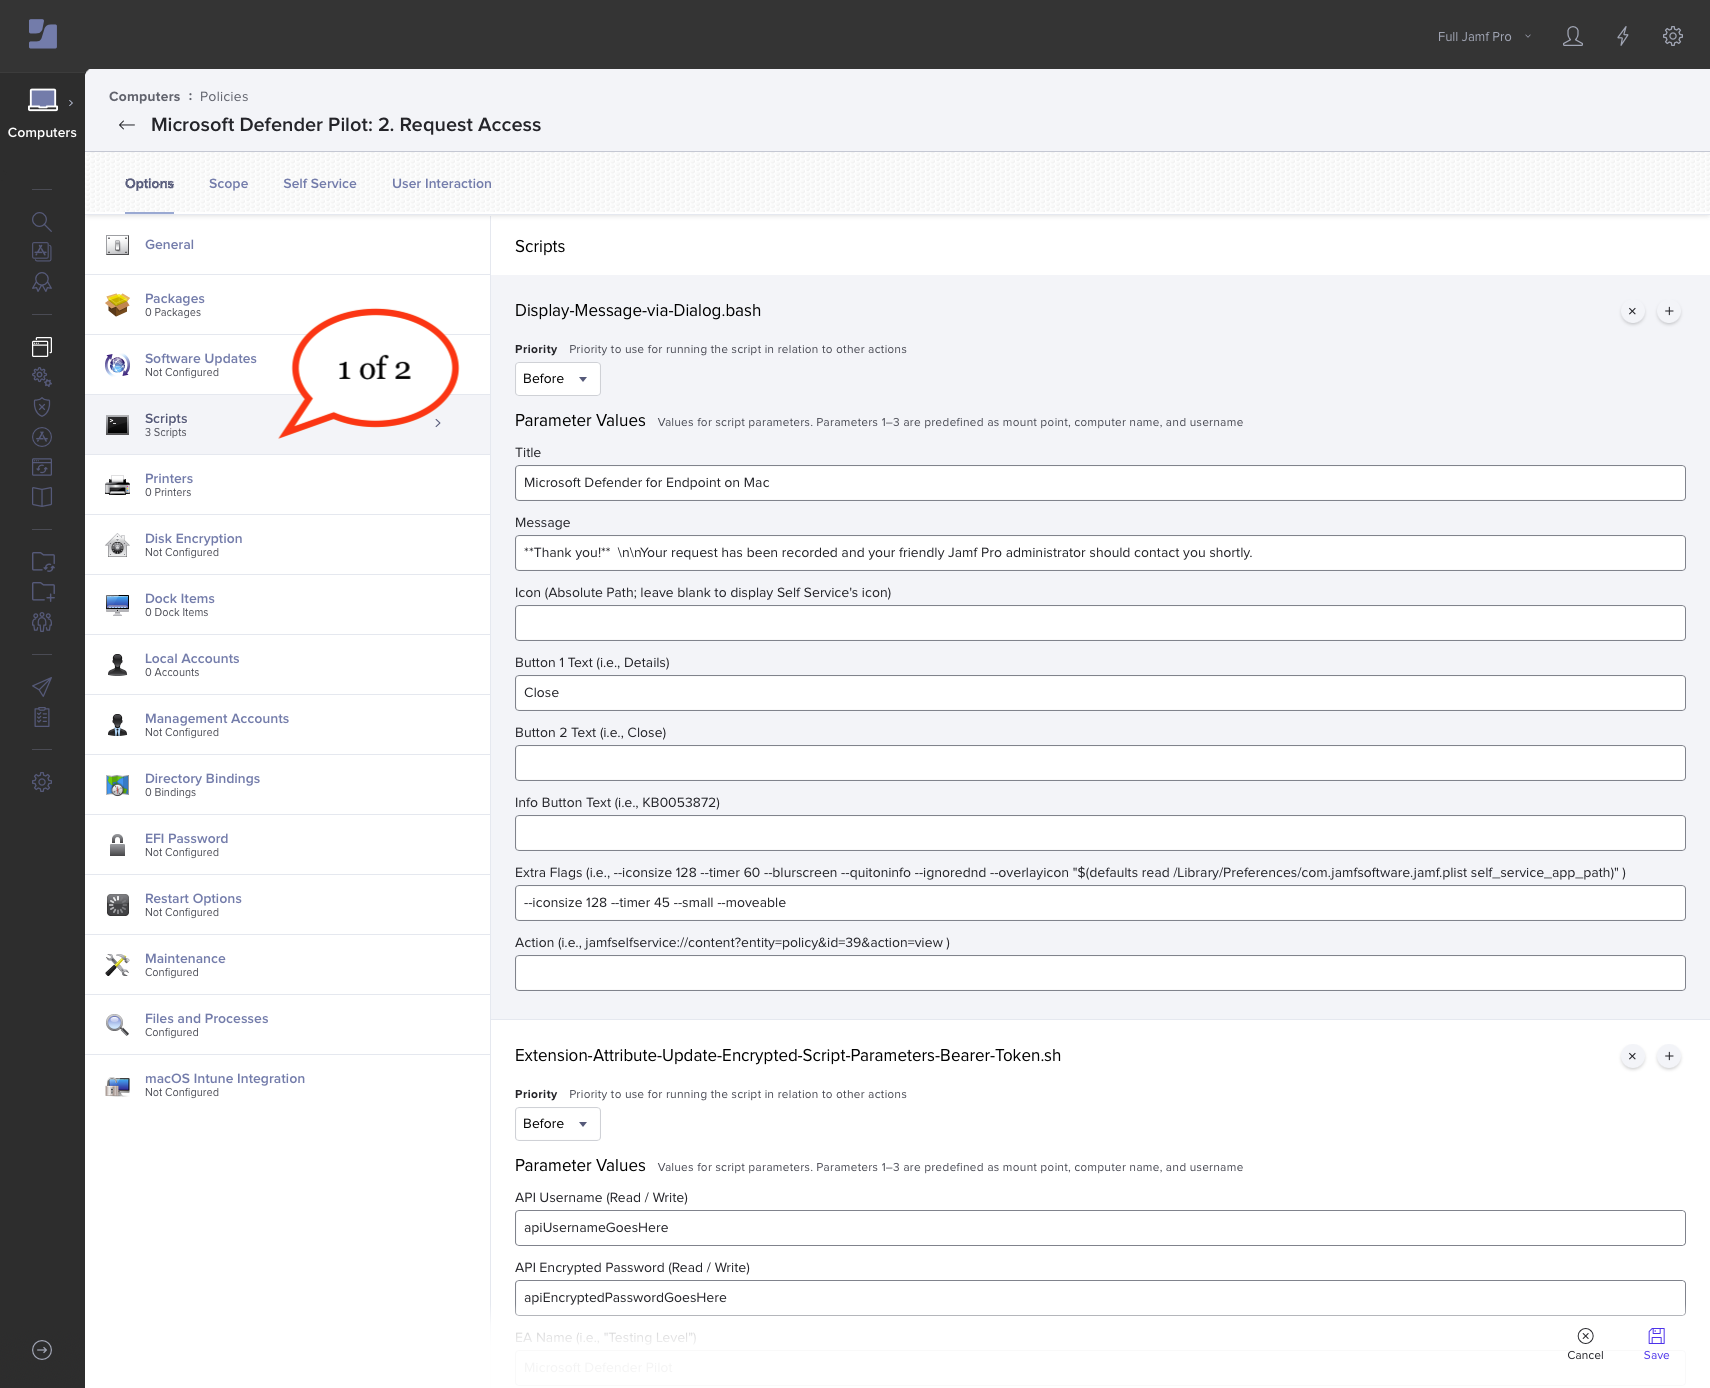 Full Jamf Pro
Computers
Computers : Policies
Microsoft Defender Pilot: 2. Request Access
Options
Scope
Self Service
User Interaction
General
Packages
0 Packages
Software Updates
Not Configured
1 of 2
Scripts
3 Scripts
Printers
0 Printers
Disk Encryption
Not Configured
Dock Items
0 Dock Items
Local Accounts
0 Accounts
Management Accounts
Not Configured
Directory Bindings
0 Bindings
EFI Password
Not Configured
Restart Options
Not Configured
Maintenance
Configured
Files and Processes
Configured
macOS Intune Integration
Not Configured
Scripts
Display-Message-via-Dialog.bash
Priority Priority to use for running the script in relation to other actions
Before
Parameter Values Values for script parameters. Parameters 1–3 are predefined as mount point, computer name, and username
Title
Microsoft Defender for Endpoint on Mac
Message
**Thank you!**  \n\nYour request has been recorded and your friendly Jamf Pro administrator should contact you shortly.
Icon (Absolute Path; leave blank to display Self Service's icon)
Button 1 Text (i.e., Details)
Close
Button 2 Text (i.e., Close)
Info Button Text (i.e., KB0053872)
Extra Flags (i.e., --iconsize 128 --timer 60 --blurscreen --quitoninfo --ignorednd --overlayicon "$(defaults read /Library/Preferences/com.jamfsoftware.jamf.plist self_service_app_path)" )
--iconsize 128 --timer 45 --small --moveable
Action (i.e., jamfselfservice://content?entity=policy&id=39&action=view )
Extension-Attribute-Update-Encrypted-Script-Parameters-Bearer-Token.sh
Priority Priority to use for running the script in relation to other actions
Before
Parameter Values Values for script parameters. Parameters 1–3 are predefined as mount point, computer name, and username
API Username (Read / Write)
apiUsernameGoesHere
API Encrypted Password (Read / Write)
apiEncryptedPasswordGoesHere
EA Name (i.e., "Testing Level")
Microsoft Defender Pilot
Cancel
Save